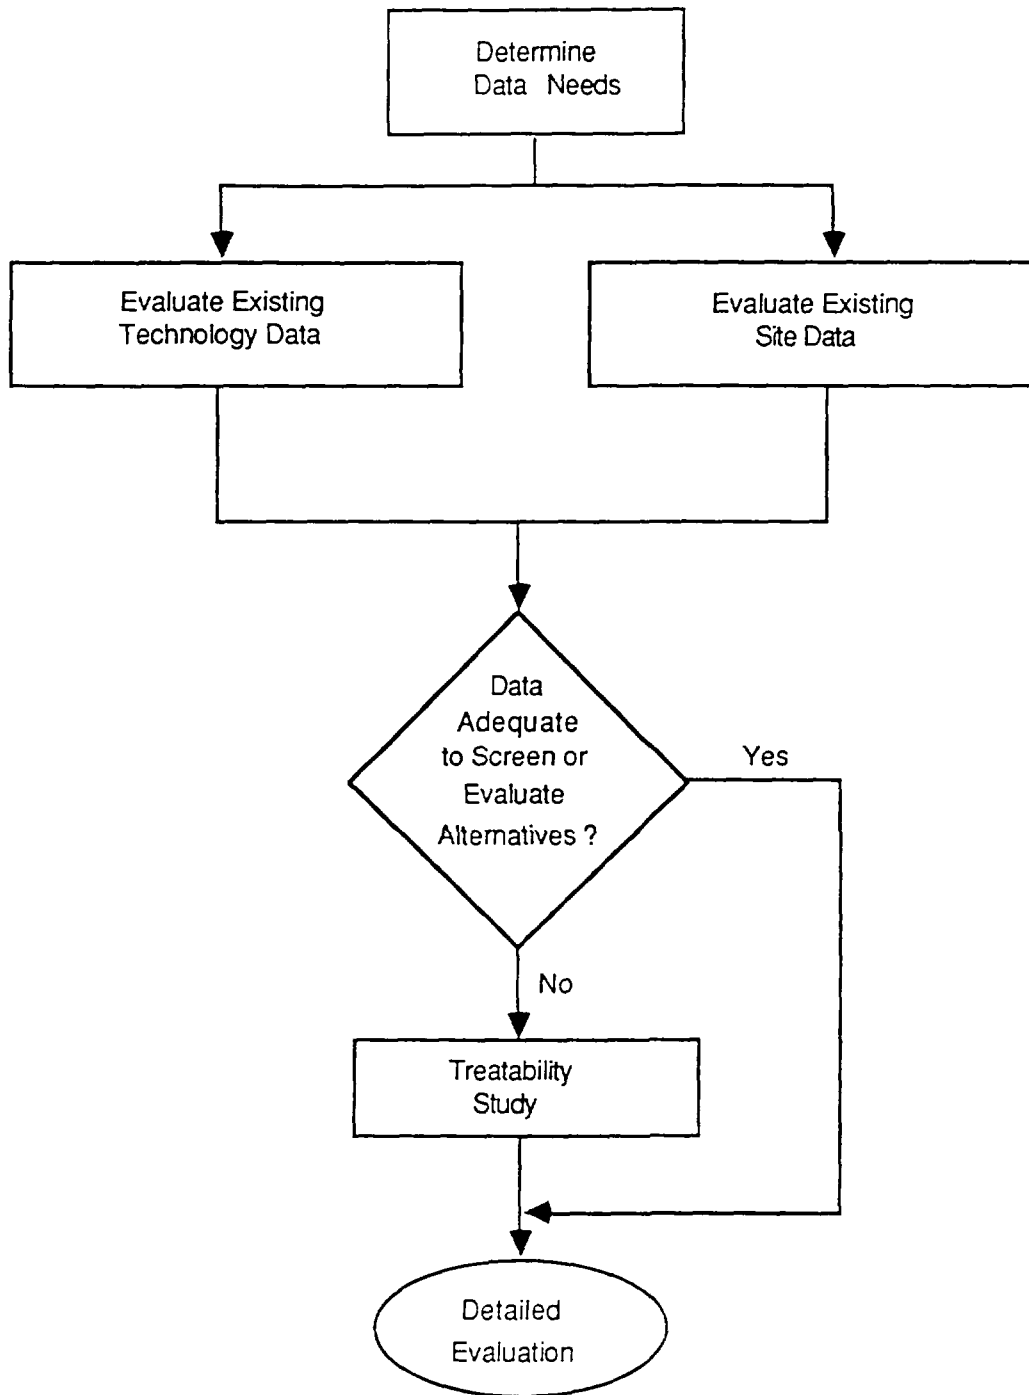 Determine
Data Needs
Evaluate Existing
Technology Data
Evaluate Existing
Site Data
Data
Adequate
to Screen or
Evaluate
Alternatives ?
Yes
No
Treatability
Study
Detailed
Evaluation